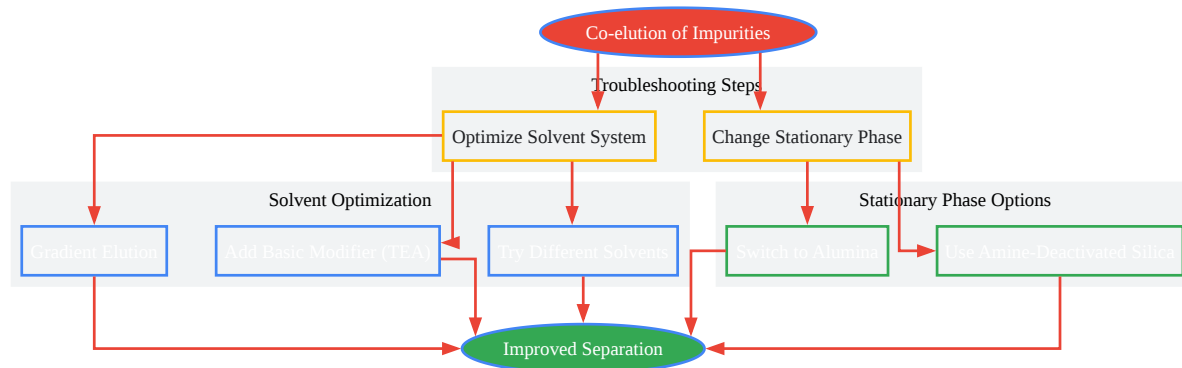 Co-elution of Impurities
Troubleshooting Steps
Optimize Solvent System
Change Stationary Phase
Solvent Optimization
Stationary Phase Options
Gradient Elution
Add Basic Modifier (TEA)
Try Different Solvents
Switch to Alumina
Use Amine-Deactivated Silica
Improved Separation